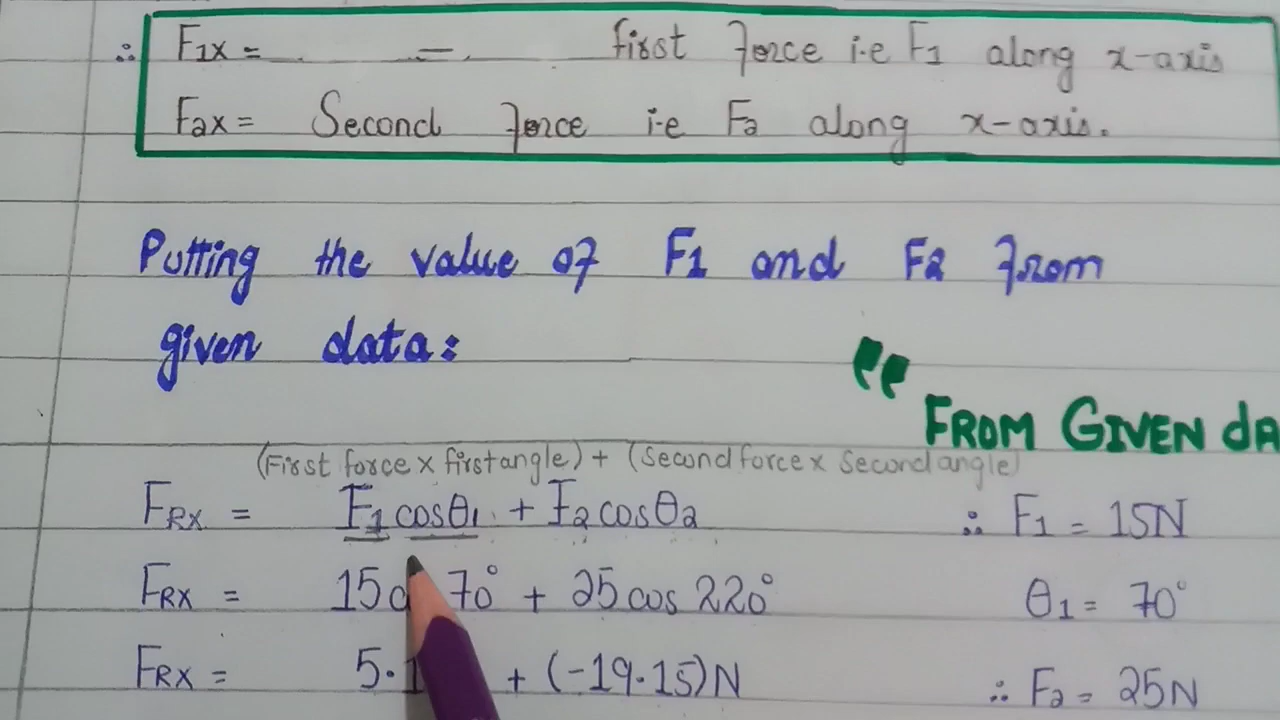 ∴ F1x = = first force i.e F1 along x-axis
F2x = Second force i.e F2 along x-axis.
Putting the value of F1 and F2 from
given data:
"FROM GIVEN DA
(First force x first angle) + (Second force x Second angle)
FRX = F1 cosθ1 + F2 cosθ2 ∴ F1 = 15N
FRX = 15c 70° + 25 cos 220° θ1 = 70°
FRX = 5.1 + (-19.15)N ∴ F2 = 25N